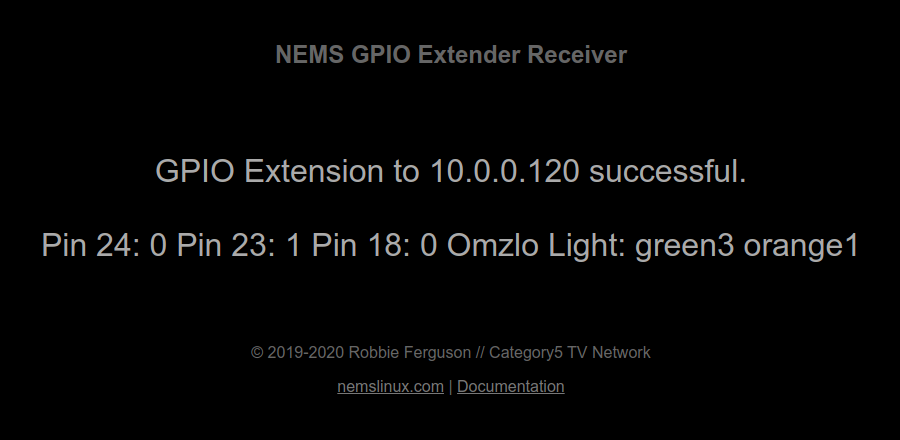 NEMS GPIO Extender Receiver
GPIO Extension to 10.0.0.120 successful.
Pin 24: 0 Pin 23: 1 Pin 18: 0 Omzlo Light: green3 orange1
© 2019-2020 Robbie Ferguson // Category5 TV Network
nemslinux.com | Documentation